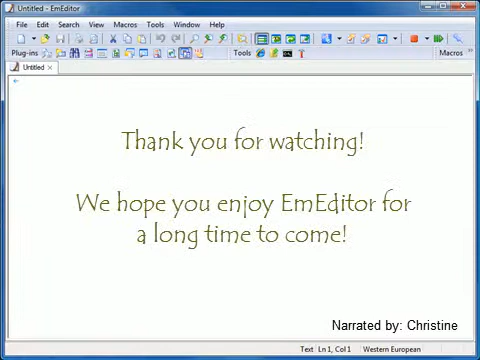 Untitled - EmEditor
File Edit Search View Macros Tools Window Help
Plug-ins Tools Macros
Untitled
Thank you for watching!
We hope you enjoy EmEditor for
a long time to come!
Narrated by: Christine
Text Ln 1, Col 1 Western European